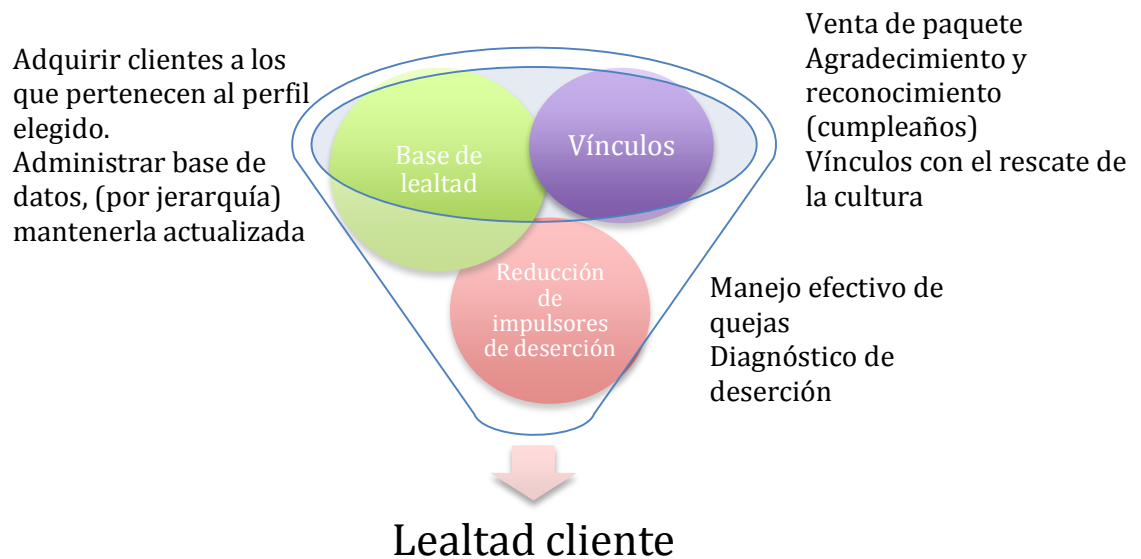 Adquirir clientes a los
que pertenecen al perfil
elegido.
Administrar base de
datos, (por jerarquía)
mantenerla actualizada
Base de
lealtad
Vínculos
Venta de paquete
Agradecimiento y
reconocimiento
(cumpleaños)
Vínculos con el rescate de
la cultura
Reducción
de
impulsores
de deserción
Manejo efectivo de
quejas
Diagnóstico de
deserción
Lealtad cliente